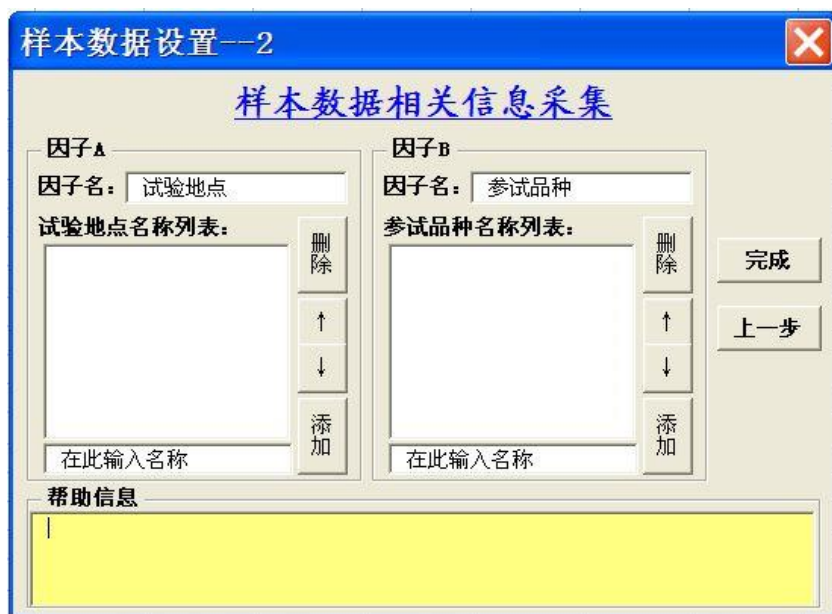 样本数据设置--2
样本数据相关信息采集
因子A
因子名： 试验地点
试验地点名称列表：
删除
↑
↓
添加
在此输入名称
因子B
因子名： 参试品种
参试品种名称列表：
删除
↑
↓
添加
在此输入名称
完成
上一步
帮助信息